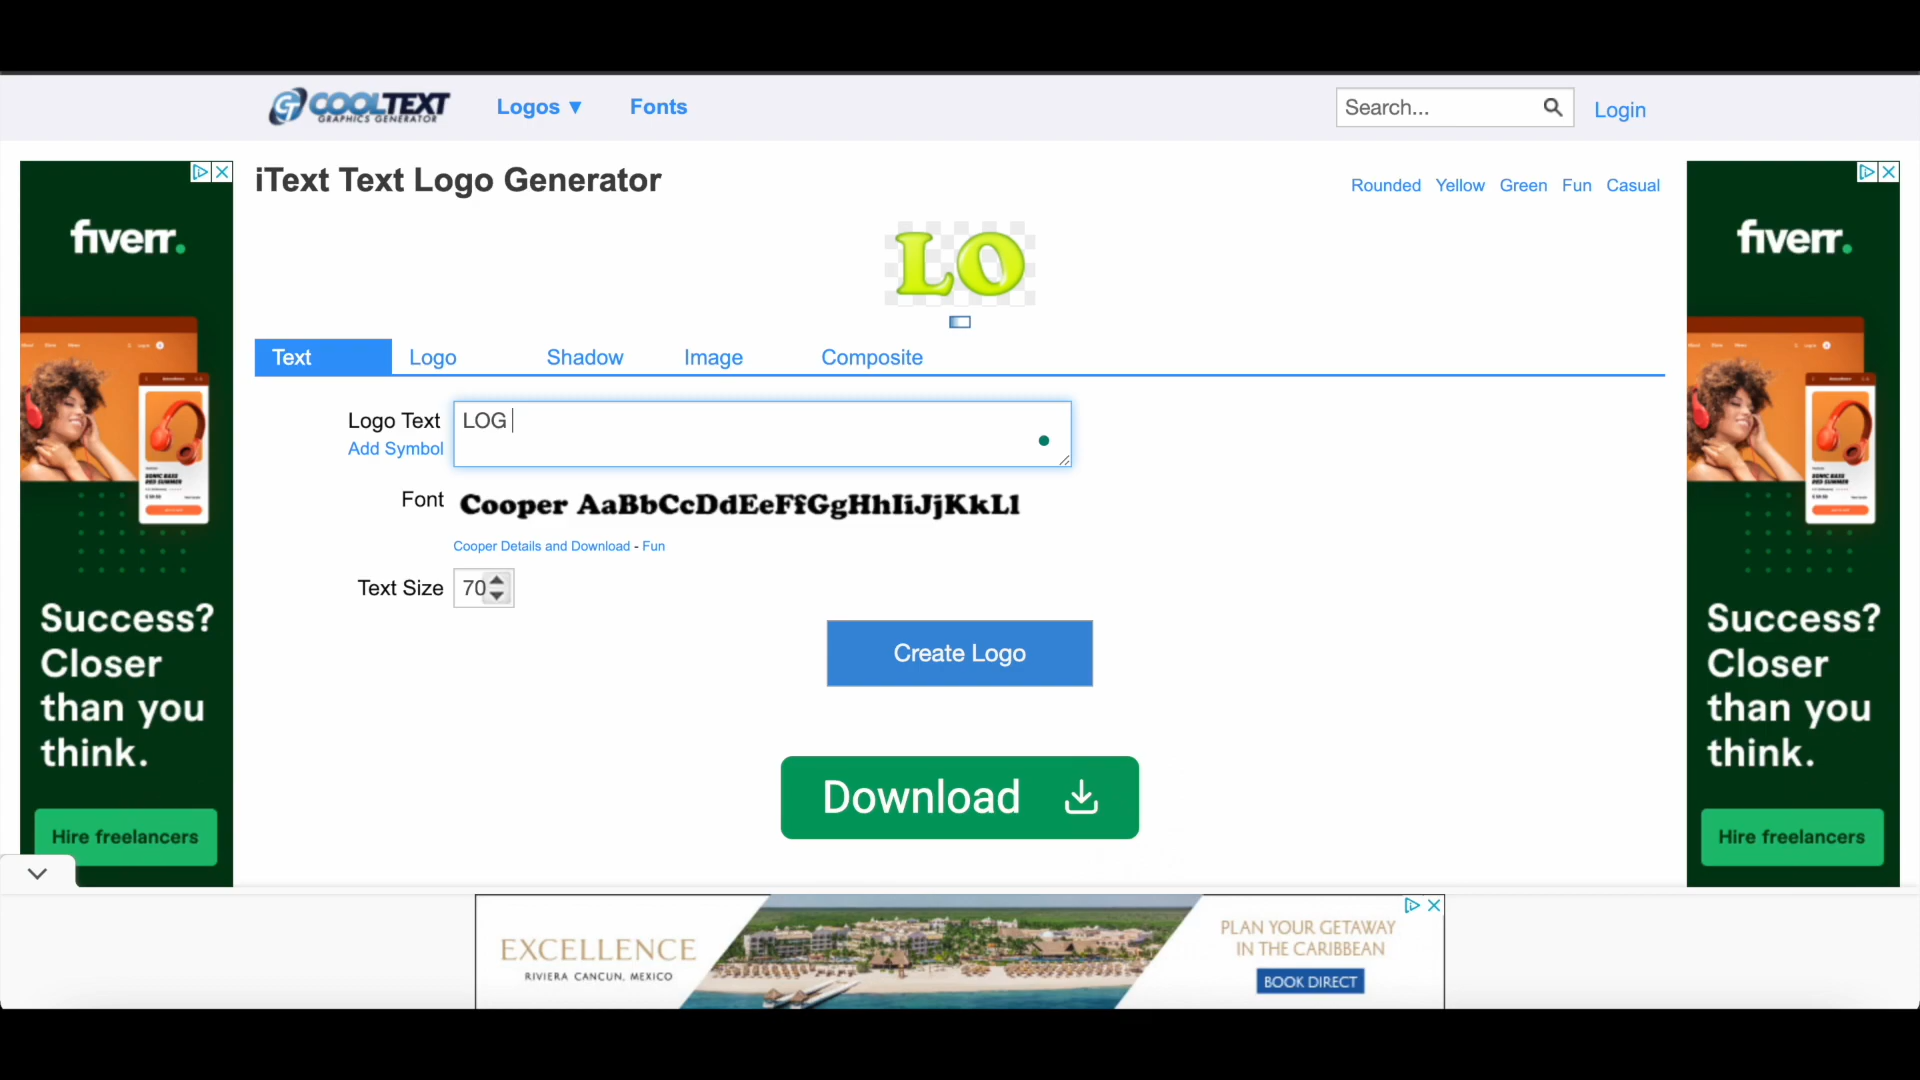 COOLTEXT
GRAPHICS GENERATOR
Logos ▼
Fonts
Search...
Login
iText Text Logo Generator
Rounded Yellow Green Fun Casual
LO
Text
Logo
Shadow
Image
Composite
Logo Text
LOG
Add Symbol
Font
Cooper AaBbCcDdEeFfGgHhIiJjKkLl
Cooper Details and Download - Fun
Text Size
70
Create Logo
Download
fiverr.
Success?
Closer
than you
think.
Hire freelancers
fiverr.
Success?
Closer
than you
think.
Hire freelancers
EXCELLENCE
RIVIERA CANCUN, MEXICO
PLAN YOUR GETAWAY
IN THE CARIBBEAN
BOOK DIRECT